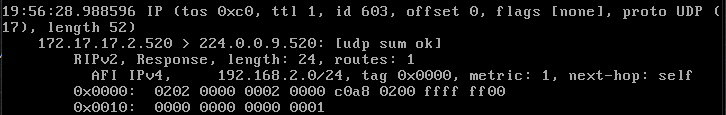 19:56:28.988596 IP (tos 0xc0, ttl 1, id 603, offset 0, flags [none], proto UDP (
17), length 52)
172.17.17.2.520 > 224.0.0.9.520: [udp sum ok]
RIPv2, Response, length: 24, routes: 1
AFI IPv4, 192.168.2.0/24, tag 0x0000, metric: 1, next-hop: self
0x0000: 0202 0000 0002 0000 c0a8 0200 ffff ff00
0x0010: 0000 0000 0000 0001